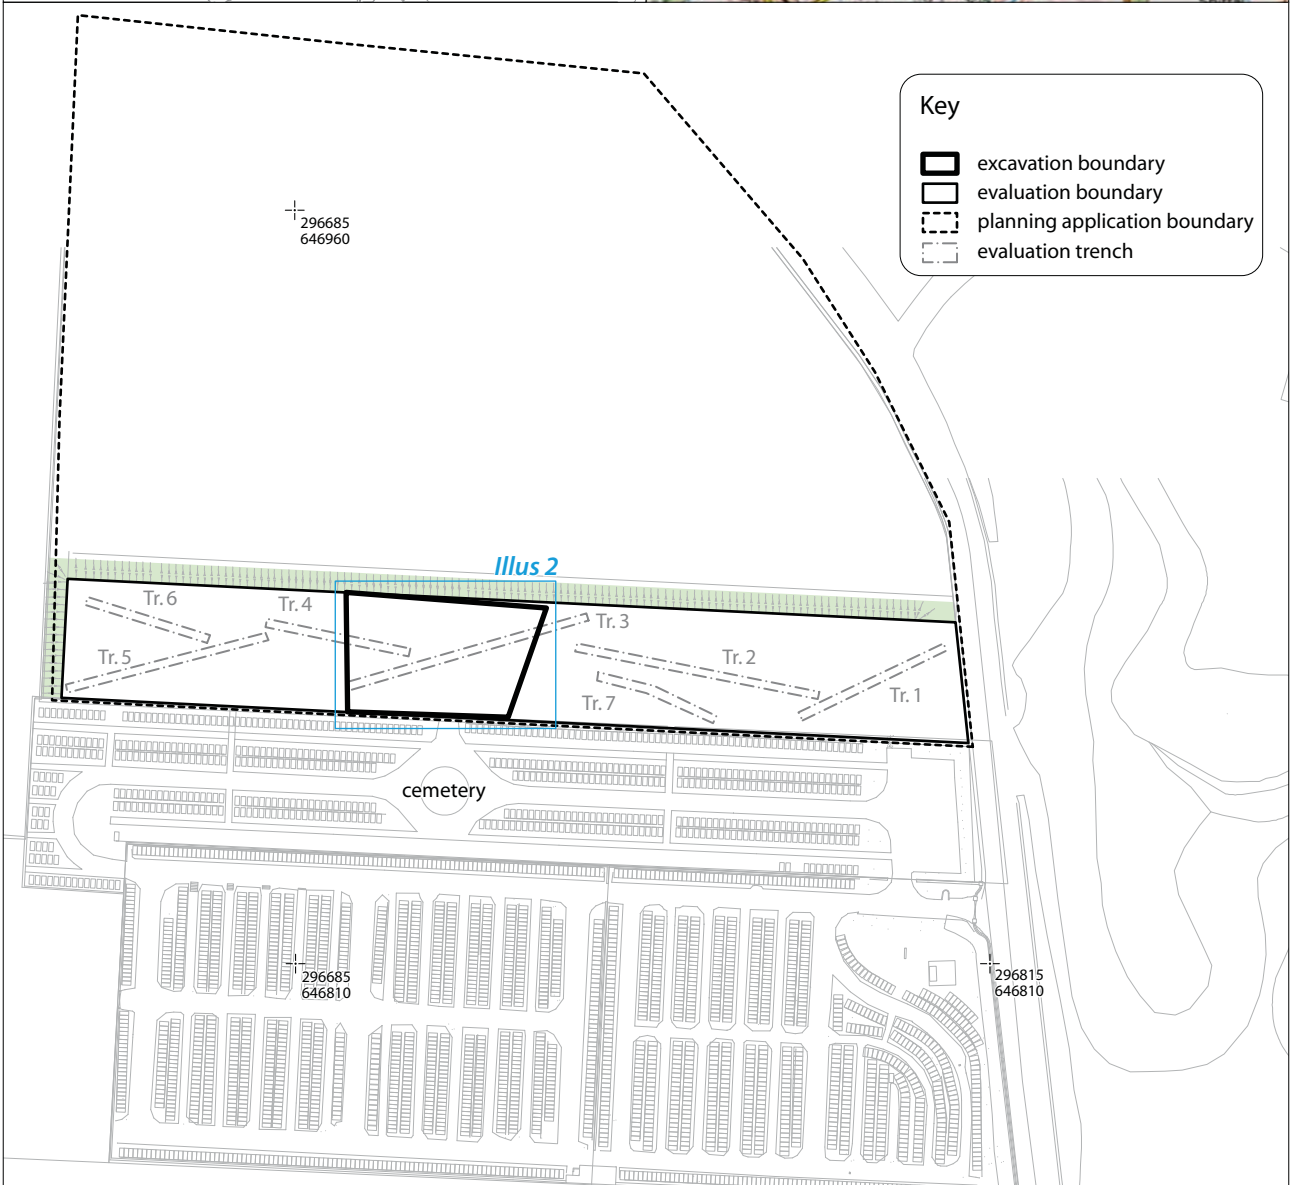 Key
excavation boundary
evaluation boundary
planning application boundary
evaluation trench
296685
646960
Illus 2
Tr. 6
Tr. 4
Tr. 3
Tr. 5
Tr. 2
Tr. 7
Tr. 1
cemetery
296685
646810
296815
646810